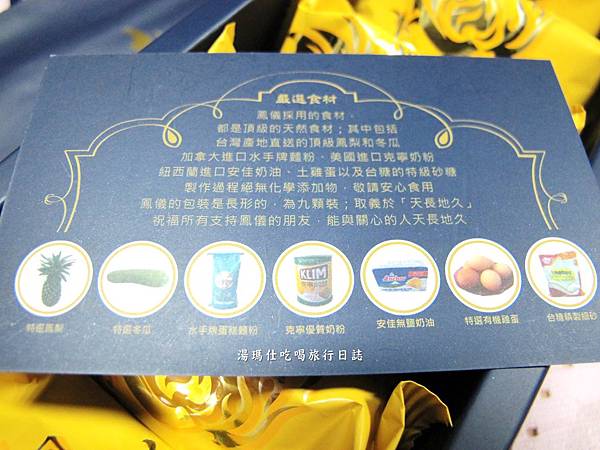 嚴選食材
鳳儀採用的食材，
都是頂級的天然食材；其中包括
台灣產地直送的頂級鳳梨和冬瓜
加拿大進口水手牌麵粉、美國進口克寧奶粉
紐西蘭進口安佳奶油、土雞蛋以及台糖的特級砂糖
製作過程絕無化學添加物，敬請安心食用
鳳儀的包裝是長形的，為九顆裝；取義於「天長地久」
祝福所有支持鳳儀的朋友，能與關心的人天長地久
KLIM
Anchor
特選鳳梨
特選冬瓜
水手牌蛋糕麵粉
克寧優質奶粉
安佳無鹽奶油
特選有機雞蛋
台糖精製細砂
湯瑪仕吃喝旅行日誌